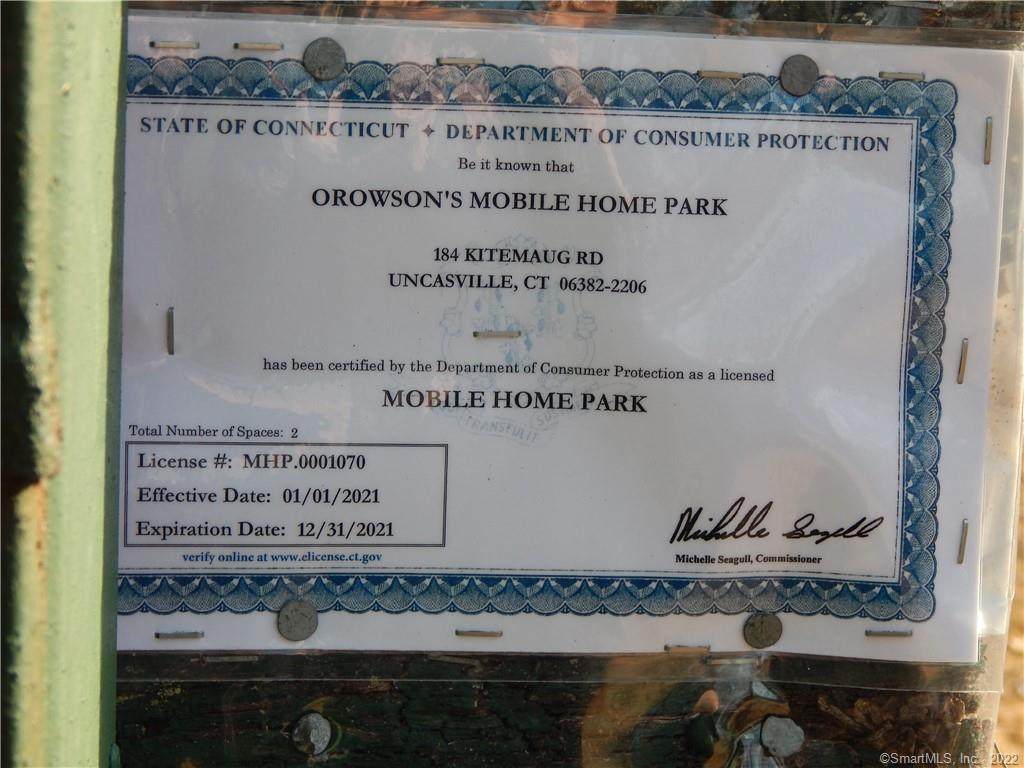 STATE OF CONNECTICUT ✦ DEPARTMENT OF CONSUMER PROTECTION
Be it known that
OROWSON'S MOBILE HOME PARK
184 KITEMAUG RD
UNCASVILLE, CT 06382-2206
has been certified by the Department of Consumer Protection as a licensed
MOBILE HOME PARK
TRANSTULIT
Total Number of Spaces: 2
License #: MHP.0001070
Effective Date: 01/01/2021
Expiration Date: 12/31/2021
verify online at www.elicense.ct.gov
Michelle Seagull
Michelle Seagull, Commissioner
©SmartMLS, Inc. 2022